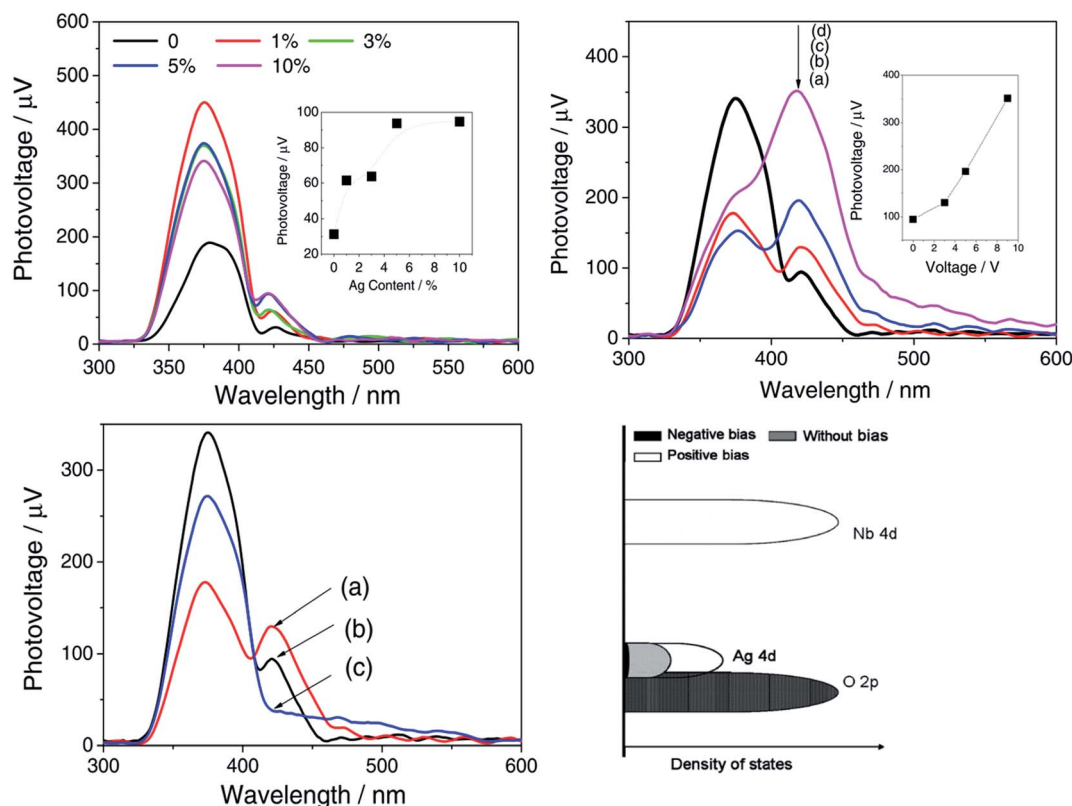 600
500
400
300
200
100
0
300 350 400 450 500 550 600
Photovoltage / μV
Wavelength / nm
0 1% 3%
5% 10%
100
80
60
40
20
0 2 4 6 8 10
Photovoltage / μV
Ag Content / %
400
300
200
100
0
300 400 500 600
Photovoltage / μV
Wavelength / nm
(d)
(c)
(b)
(a)
400
300
200
100
0 2 4 6 8 10
Photovoltage / μV
Voltage / V
300
200
100
0
300 400 500 600
Photovoltage / μV
Wavelength / nm
(a)
(b)
(c)
Negative bias Without bias
Positive bias
Nb 4d
Ag 4d
O 2p
Density of states